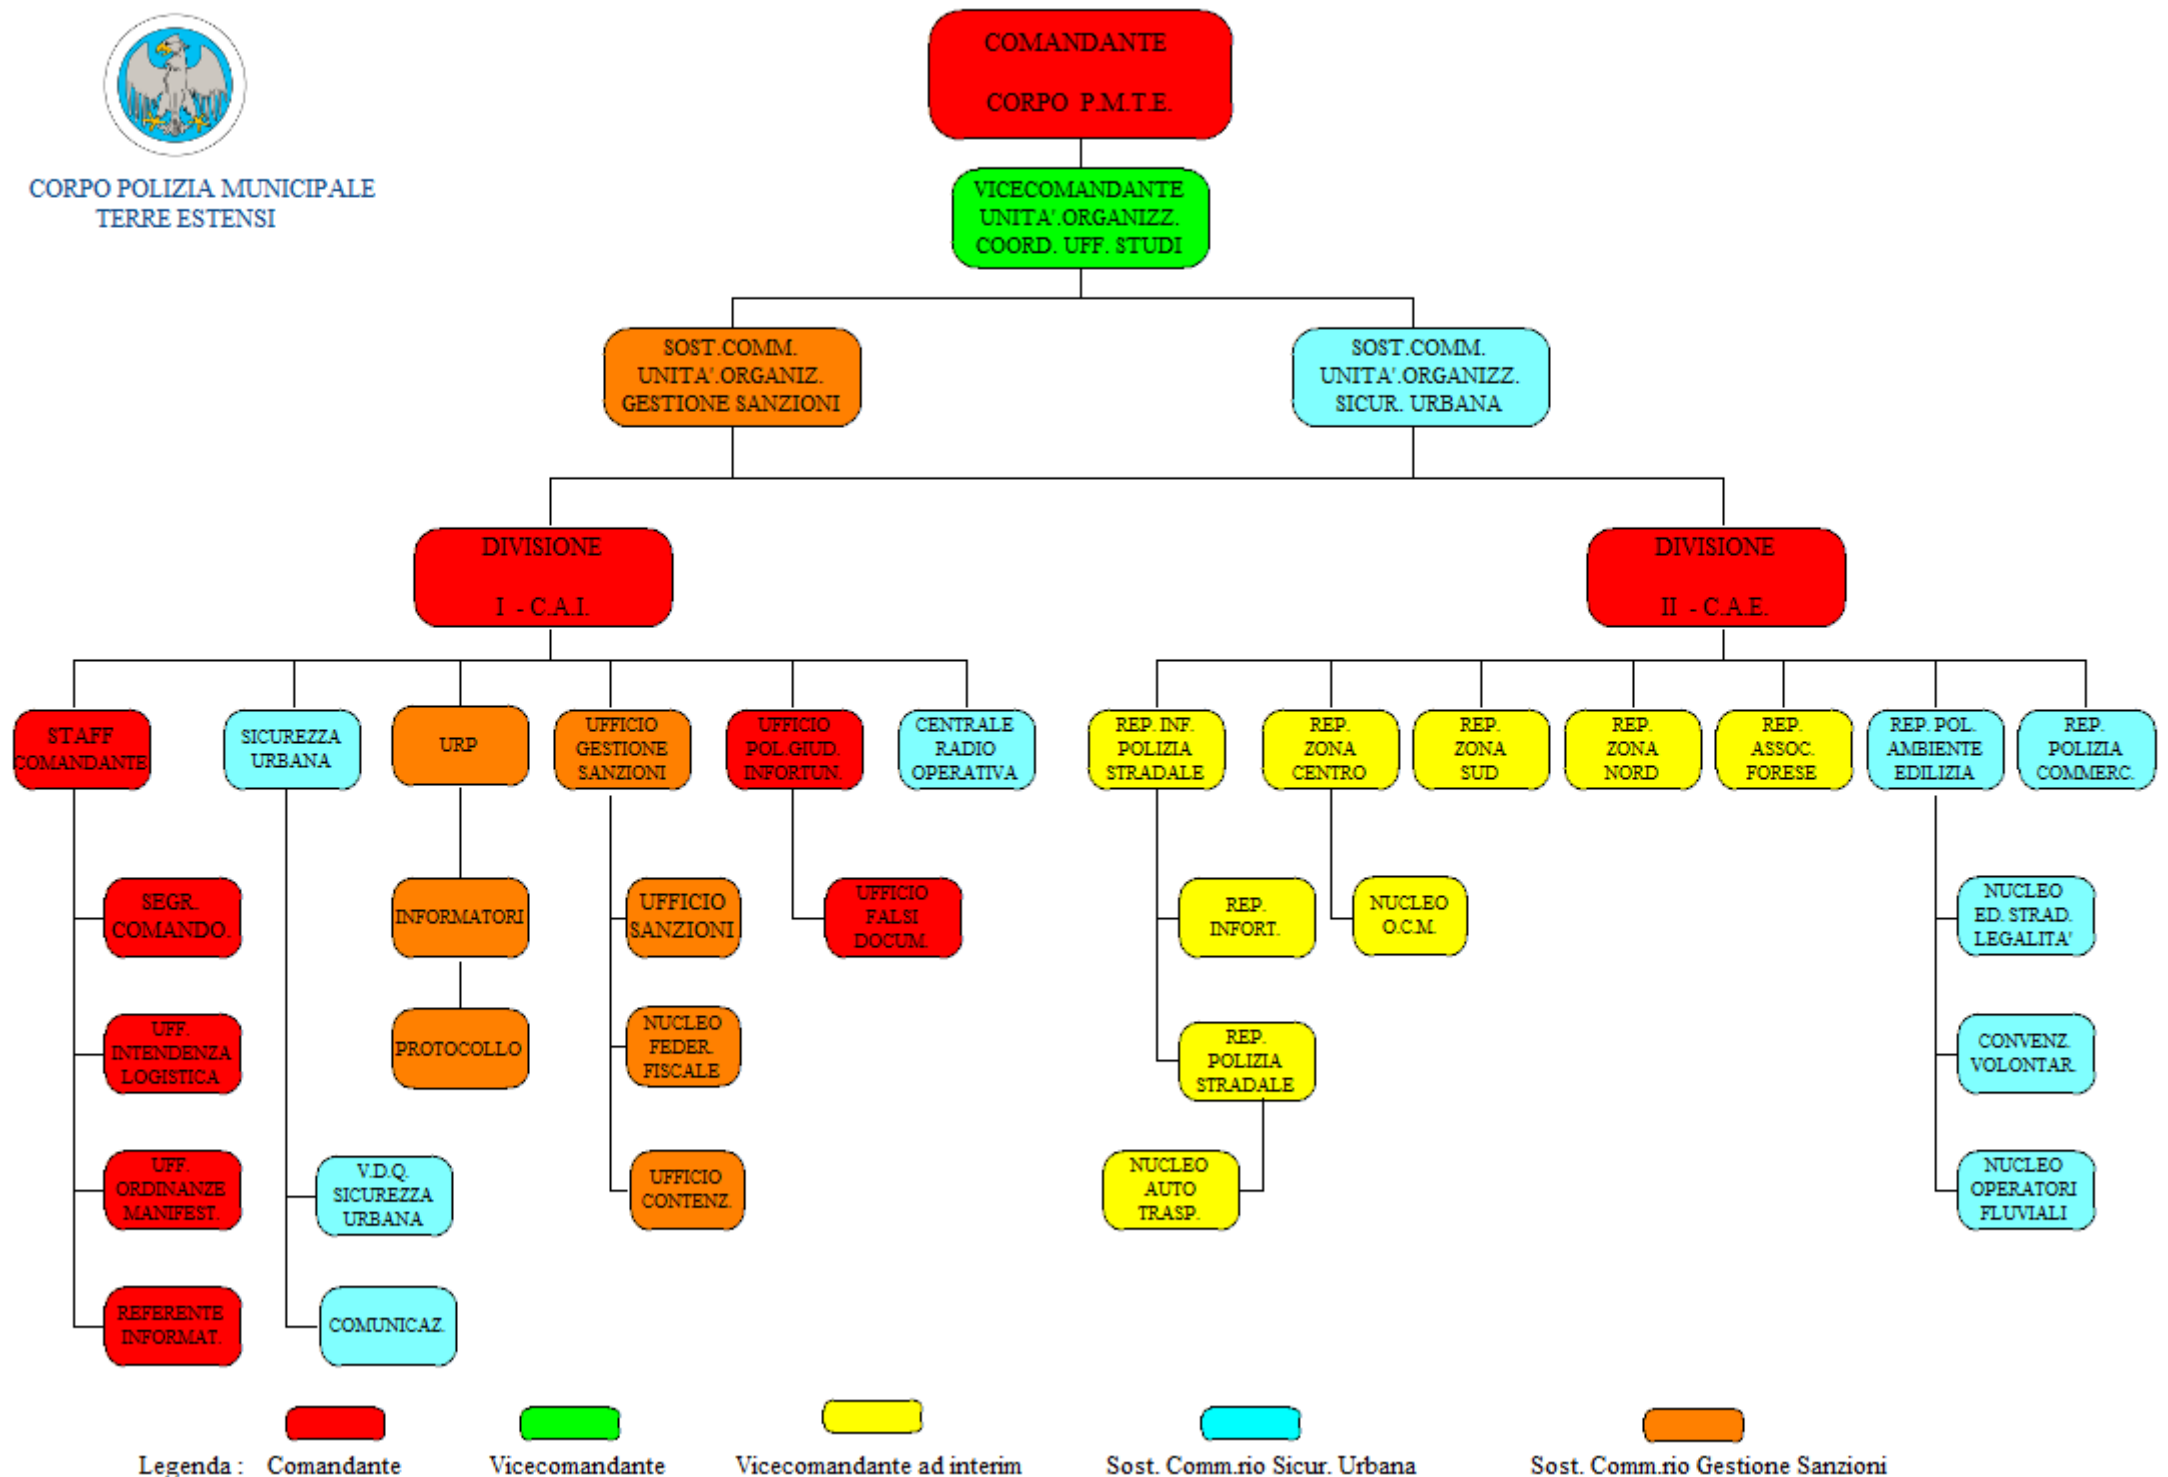 CORPO POLIZIA MUNICIPALE
TERRE ESTENSI
COMANDANTE
CORPO P.M.T.E.
VICECOMANDANTE
UNITA'.ORGANIZZ.
COORD. UFF. STUDI
SOST.COMM.
UNITA'.ORGANIZ.
GESTIONE SANZIONI
SOST.COMM.
UNITA'.ORGANIZZ.
SICUR. URBANA
DIVISIONE
I - C.A.I.
DIVISIONE
II - C.A.E.
STAFF
COMANDANTE
SICUREZZA
URBANA
URP
UFFICIO
GESTIONE
SANZIONI
UFFICIO
POL.GIUD.
INFORTUN.
CENTRALE
RADIO
OPERATIVA
REP. INF.
POLIZIA
STRADALE
REP.
ZONA
CENTRO
REP.
ZONA
SUD
REP.
ZONA
NORD
REP.
ASSOC.
FORESE
REP. POL.
AMBIENTE
EDILIZIA
REP.
POLIZIA
COMMERC.
SEGR.
COMANDO.
INFORMATORI
UFFICIO
SANZIONI
UFFICIO
FALSI
DOCUM.
REP.
INFORT.
NUCLEO
O.C.M.
NUCLEO
ED. STRAD.
LEGALITA'
UFF.
INTENDENZA
LOGISTICA
PROTOCOLLO
NUCLEO
FEDER.
FISCALE
REP.
POLIZIA
STRADALE
CONVENZ.
VOLONTAR.
UFF.
ORDINANZE
MANIFEST.
V.D.Q.
SICUREZZA
URBANA
UFFICIO
CONTENZ.
NUCLEO
AUTO
TRASP.
NUCLEO
OPERATORI
FLUVIALI
REFERENTE
INFORMAT.
COMUNICAZ.
Legenda : Comandante Vicecomandante Vicecomandante ad interim Sost. Comm.rio Sicur. Urbana Sost. Comm.rio Gestione Sanzioni